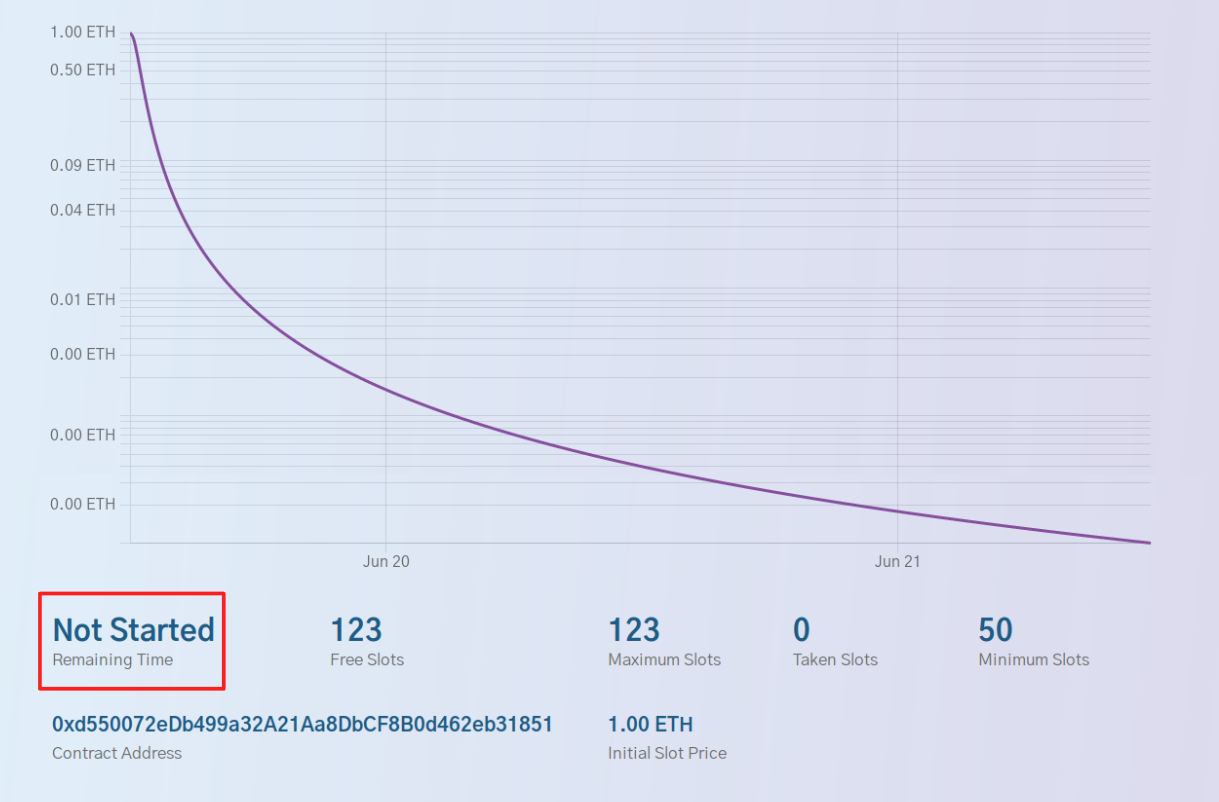 1.00 ETH
0.50 ETH
0.09 ETH
0.04 ETH
0.01 ETH
0.00 ETH
0.00 ETH
0.00 ETH
Jun 20 Jun 21
Not Started 123 123 0 50
Remaining Time Free Slots Maximum Slots Taken Slots Minimum Slots
0xd550072eDb499a32A21Aa8DbCF8B0d462eb31851 1.00 ETH
Contract Address Initial Slot Price